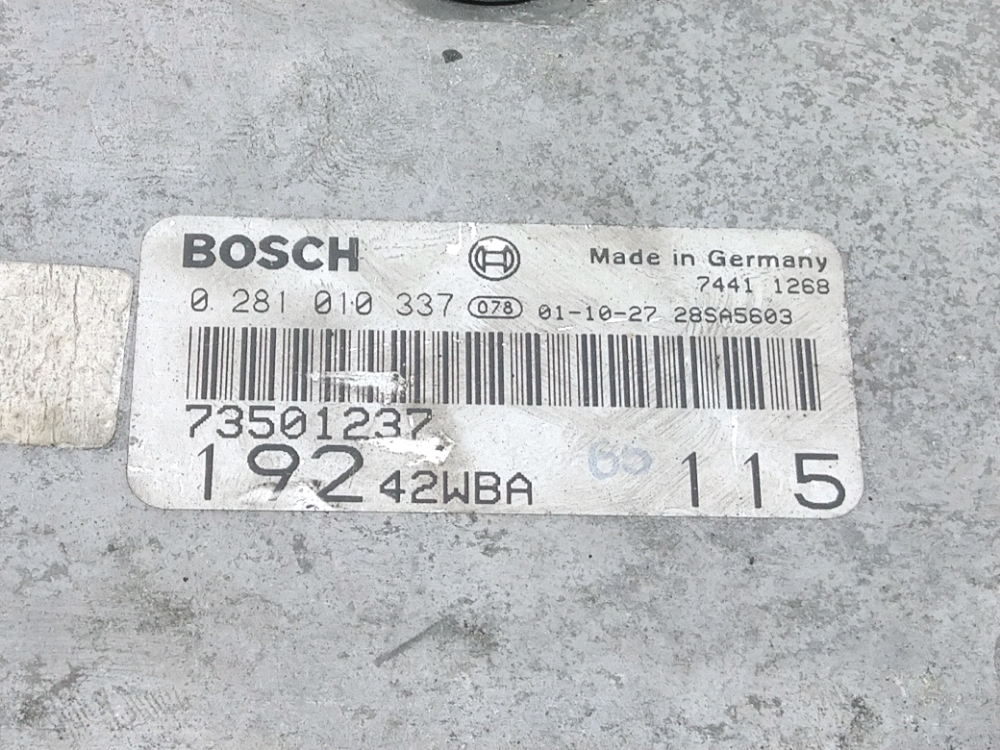 BOSCH Made in Germany
7441 1268
0 281 010 337 078 01-10-27 28SA5603
73501237
192 42WBA 115